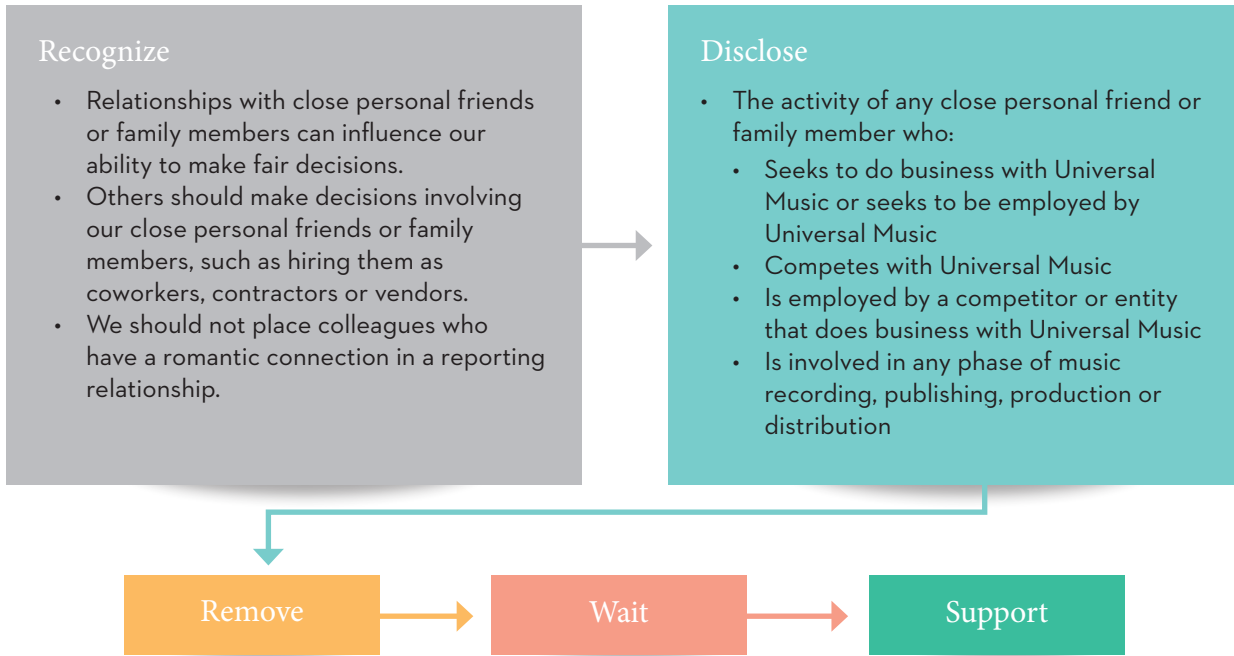 Recognize
• Relationships with close personal friends
or family members can influence our
ability to make fair decisions.
• Others should make decisions involving
our close personal friends or family
members, such as hiring them as
coworkers, contractors or vendors.
• We should not place colleagues who
have a romantic connection in a reporting
relationship.
Disclose
• The activity of any close personal friend or
family member who:
• Seeks to do business with Universal
Music or seeks to be employed by
Universal Music
• Competes with Universal Music
• Is employed by a competitor or entity
that does business with Universal Music
• Is involved in any phase of music
recording, publishing, production or
distribution
Remove
Wait
Support